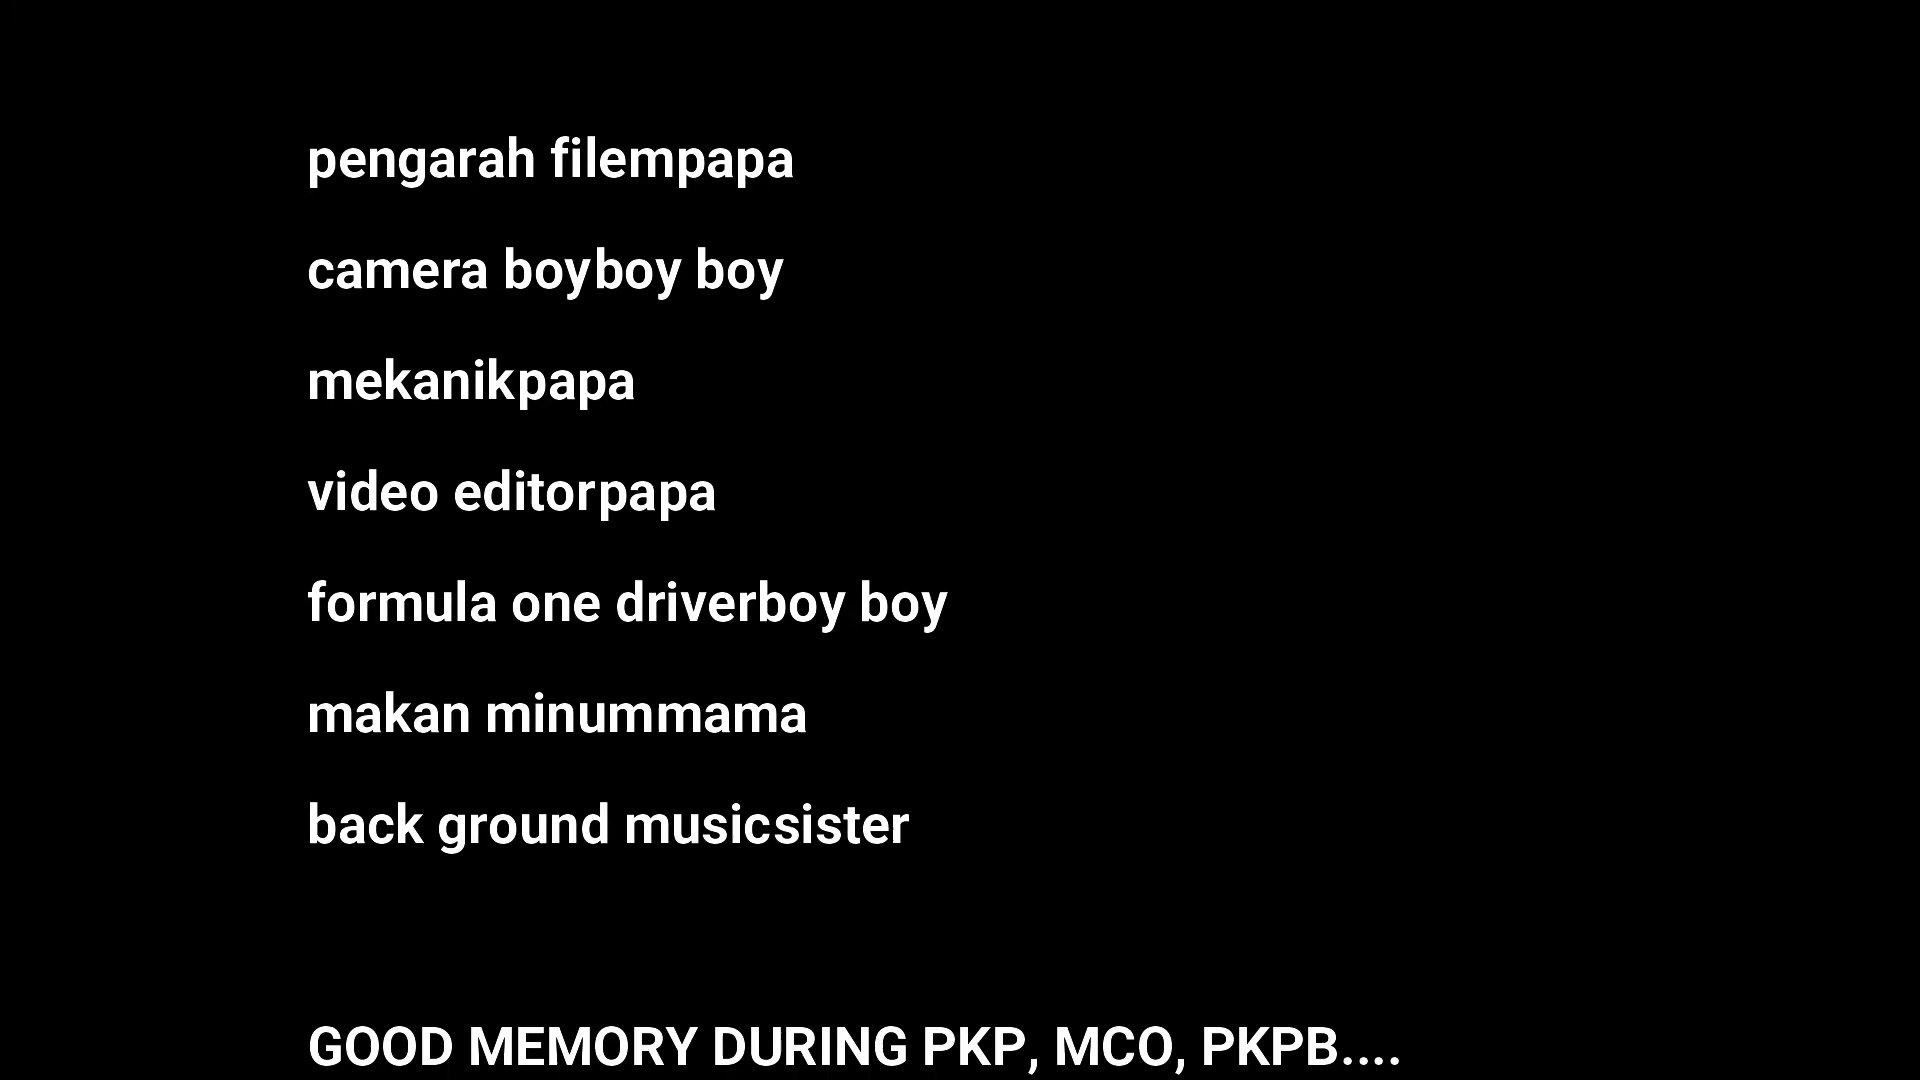 pengarah filempapa
camera boyboy boy
mekanikpapa
video editorpapa
formula one driverboy boy
makan minummama
back ground musicsister
GOOD MEMORY DURING PKP, MCO, PKPB....